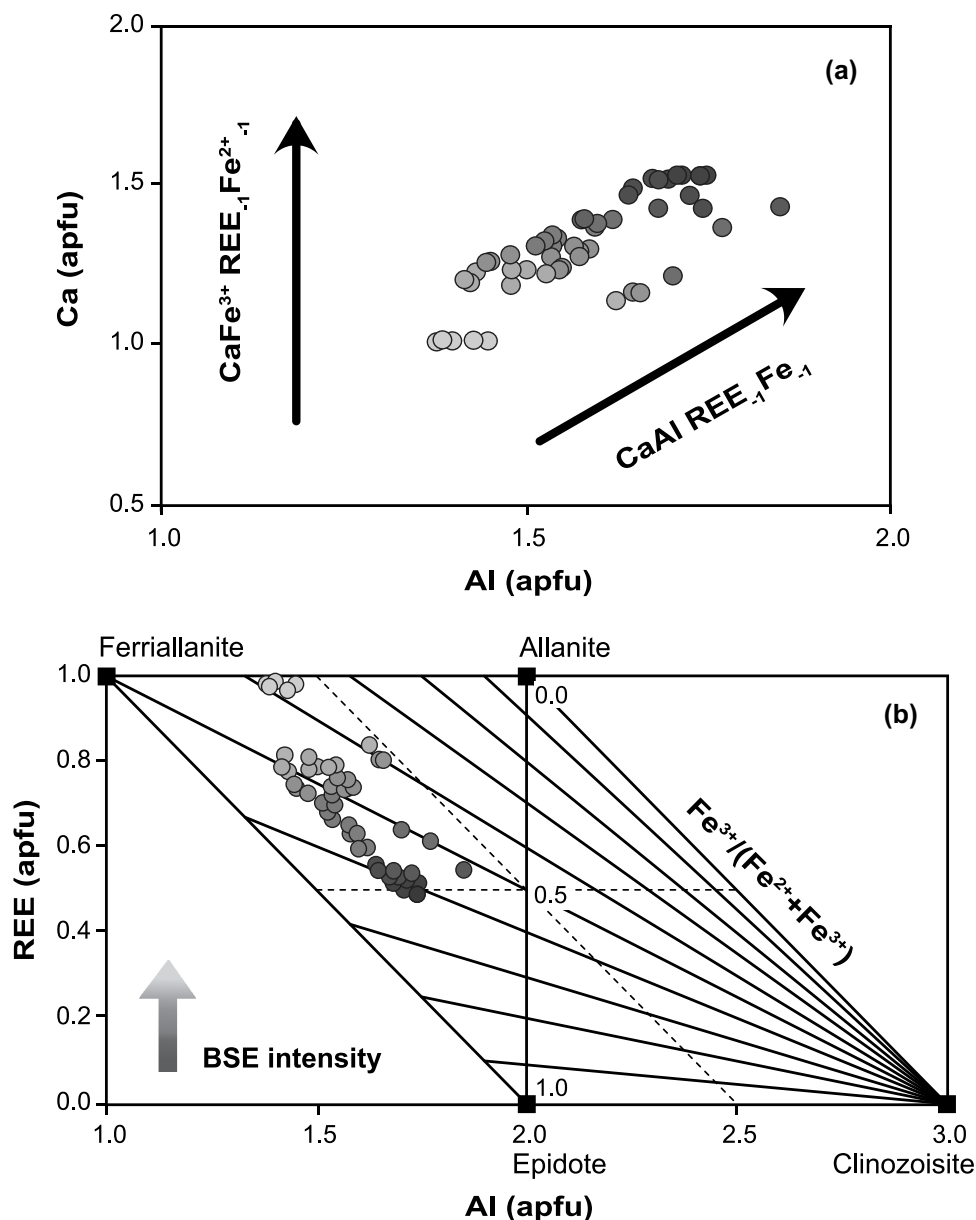 2.0
(a)
CaFe³⁺ REE₋₁Fe²⁺₋₁
1.5
Ca (apfu)
1.0
CaAl REE₋₁Fe₋₁
0.5
1.0
1.5
2.0
Al (apfu)
Ferriallanite
Allanite
1.0
0.0
(b)
0.8
Fe³⁺/((Fe²⁺+Fe³⁺)
0.6
REE (apfu)
0.5
0.4
0.2
BSE intensity
1.0
0.0
1.0
1.5
2.0
2.5
3.0
Epidote
Clinozoisite
Al (apfu)